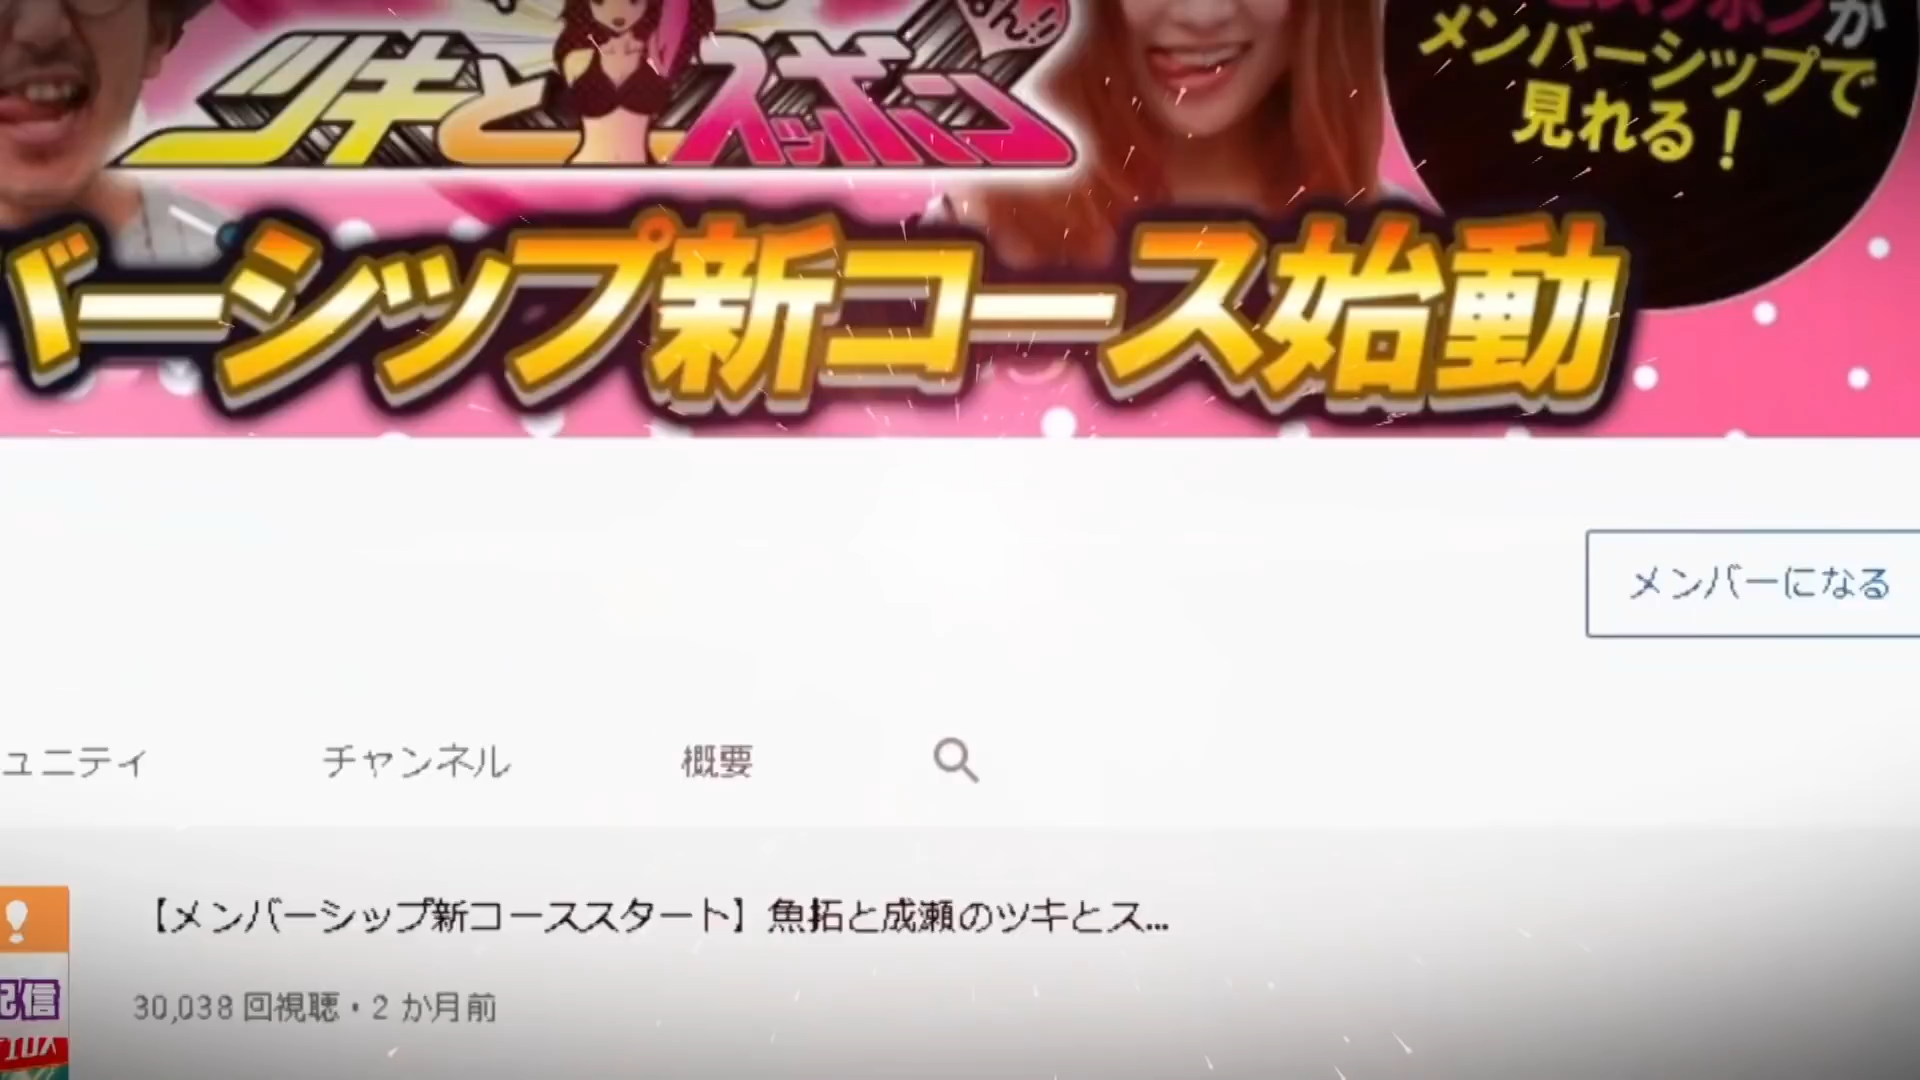 ツキとスッポン
メンバーシップで
見れる!
バーシップ新コース始動
メンバーになる
ュニティ
チャンネル
概要
【メンバーシップ新コーススタート】魚拓と成瀬のツキとス...
30,038 回視聴・2 か月前
配信